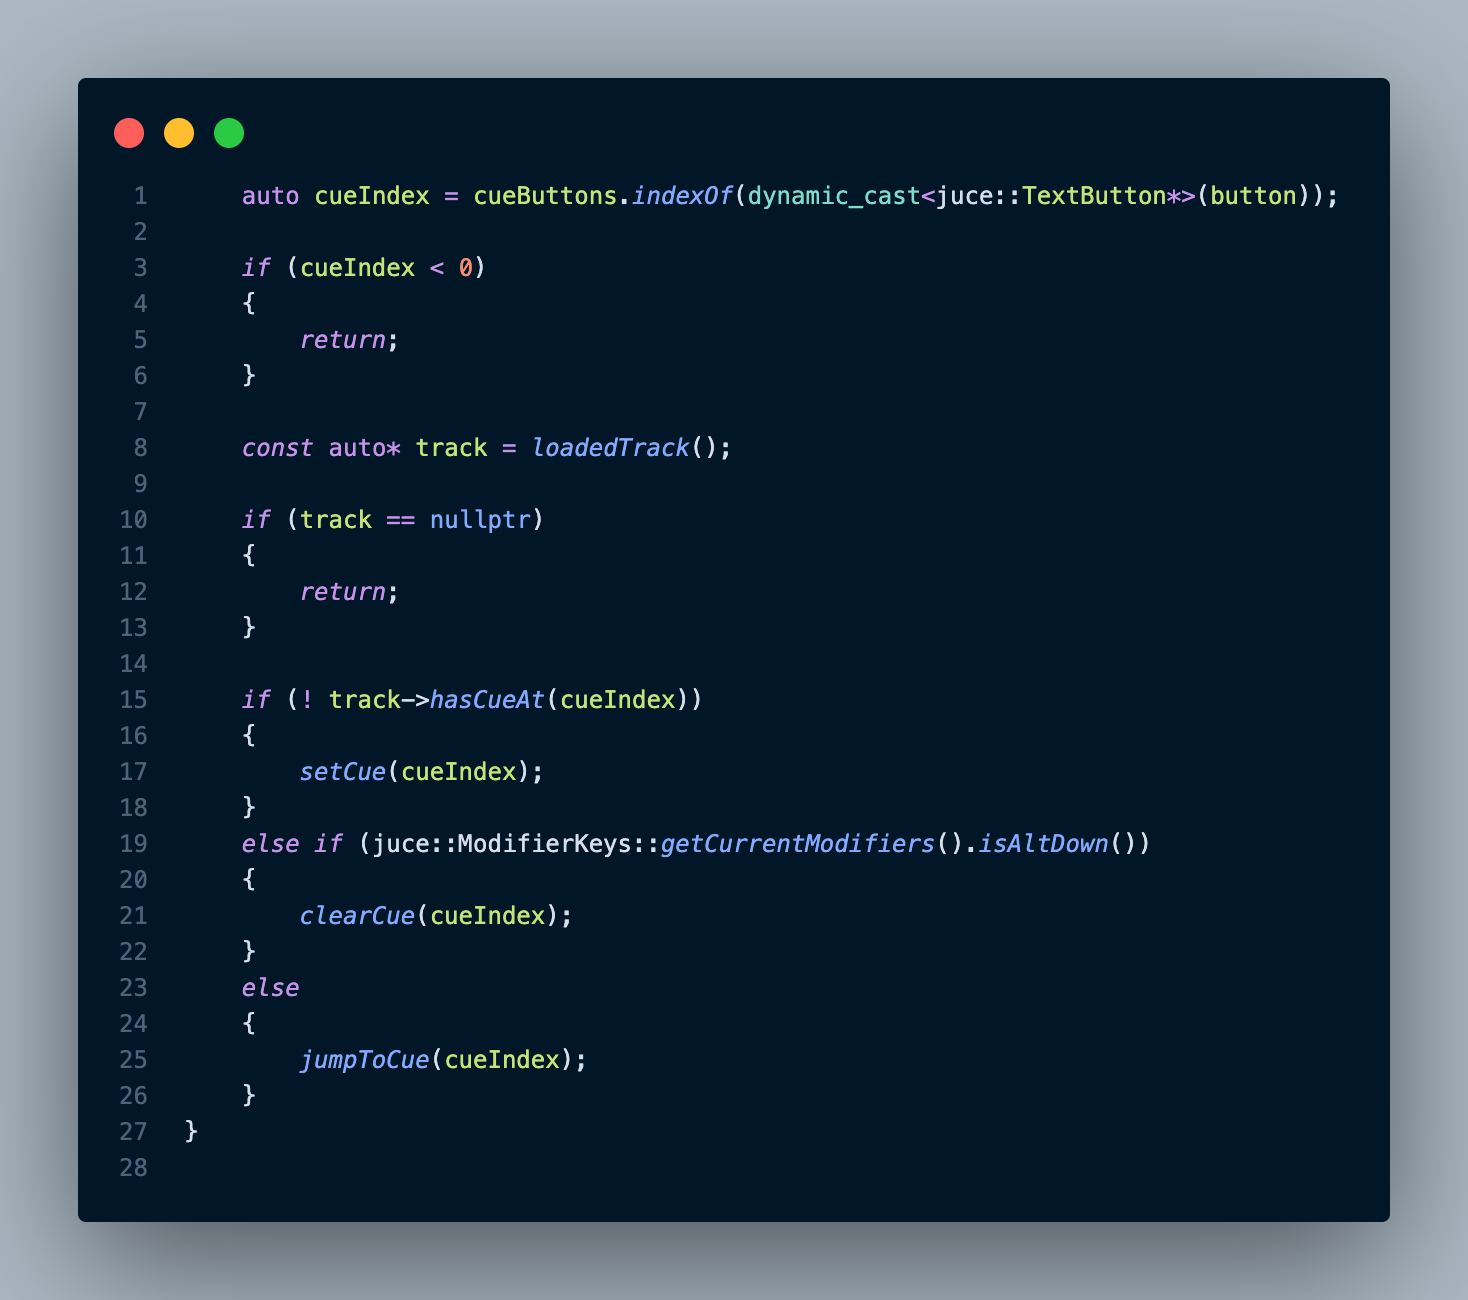 1    auto cueIndex = cueButtons.indexOf(dynamic_cast<juce::TextButton*>(button));
2
3    if (cueIndex < 0)
4    {
5        return;
6    }
7
8    const auto* track = loadedTrack();
9
10    if (track == nullptr)
11    {
12        return;
13    }
14
15    if (! track->hasCueAt(cueIndex))
16    {
17        setCue(cueIndex);
18    }
19    else if (juce::ModifierKeys::getCurrentModifiers().isAltDown())
20    {
21        clearCue(cueIndex);
22    }
23    else
24    {
25        jumpToCue(cueIndex);
26    }
27 }
28